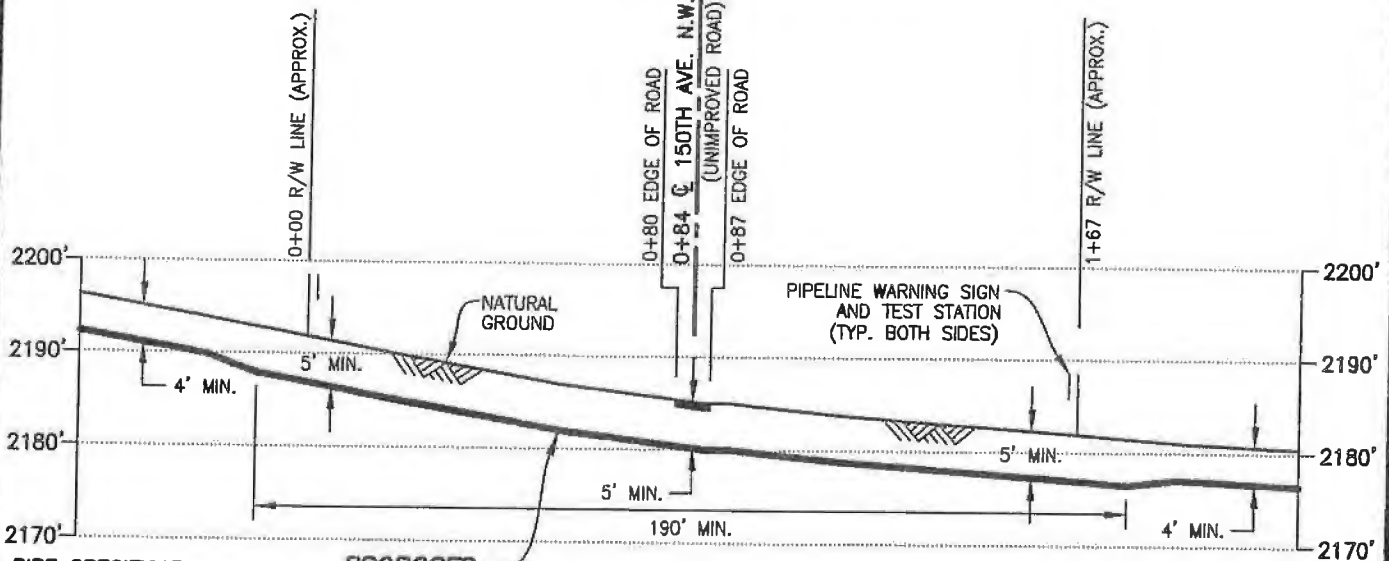 0+00 R/W LINE (APPROX.)
0+80 EDGE OF ROAD
0+84 ℄ 150TH AVE. N.W.
(UNIMPROVED ROAD)
0+87 EDGE OF ROAD
1+67 R/W LINE (APPROX.)
2200'
2200'
NATURAL
GROUND
PIPELINE WARNING SIGN
AND TEST STATION
(TYP. BOTH SIDES)
2190'
2190'
4' MIN.
5' MIN.
2180'
2180'
5' MIN.
5' MIN.
190' MIN.
4' MIN.
2170'
2170'